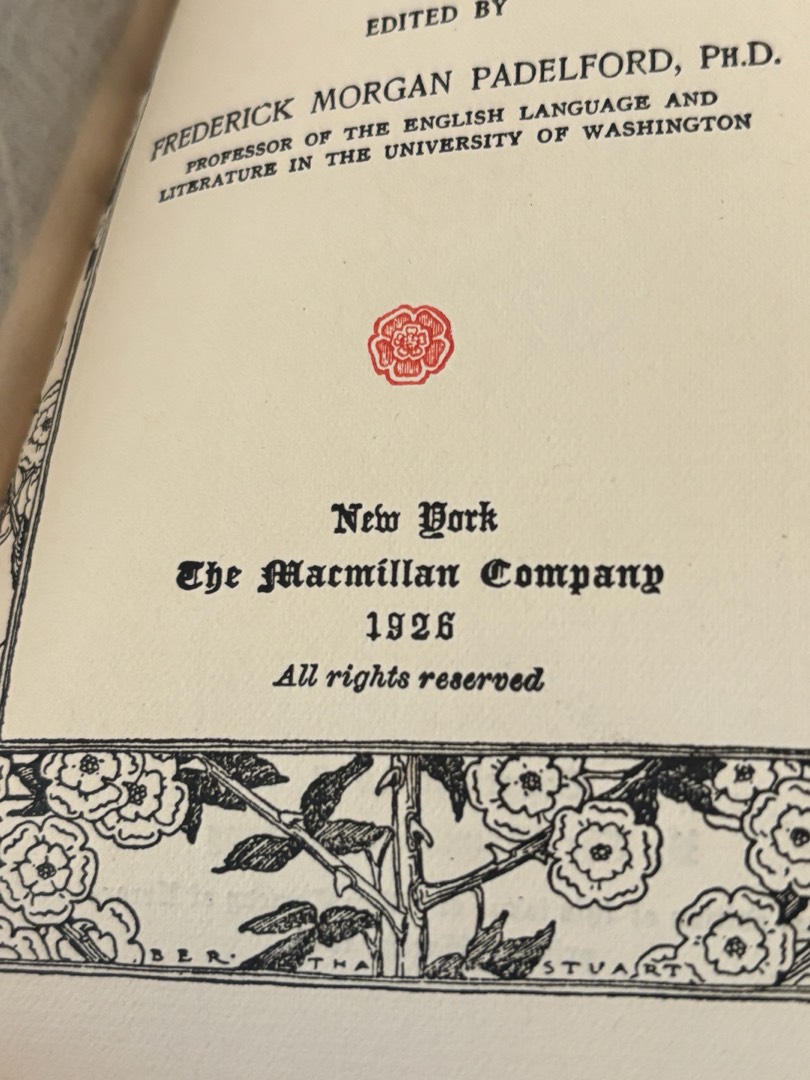 EDITED BY
FREDERICK MORGAN PADELFORD, PH.D.
PROFESSOR OF THE ENGLISH LANGUAGE AND
LITERATURE IN THE UNIVERSITY OF WASHINGTON
New York
The Macmillan Company
1926
All rights reserved
BER· THA STUART